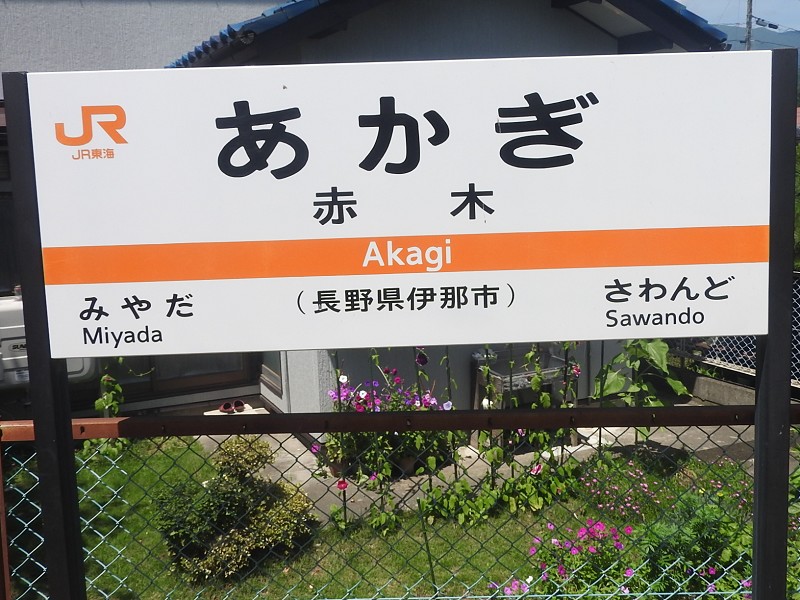 JR
JR東海
あかぎ
赤木
Akagi
みやだ
Miyada
（長野県伊那市）
さわんど
Sawando